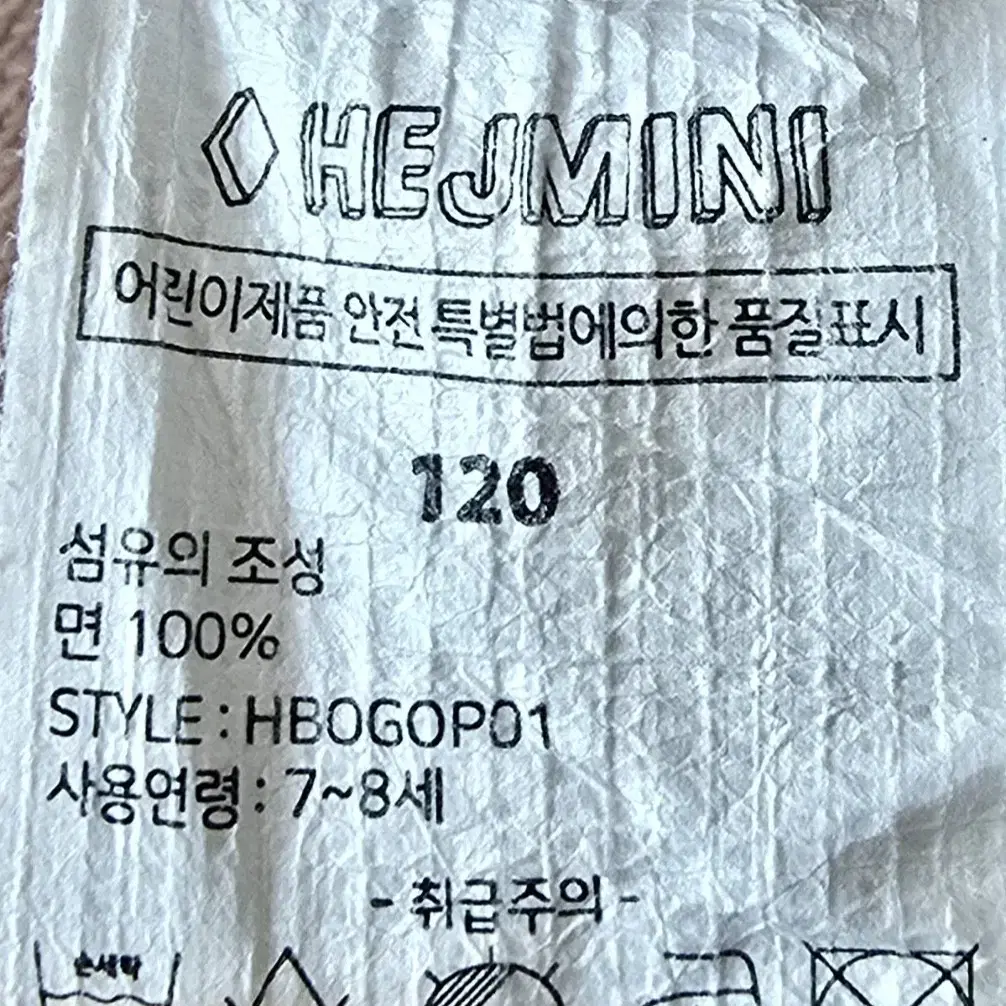 HEJMINI
어린이제품 안전 특별법에의한 품질표시
120
섬유의 조성
면 100%
STYLE : HBOGOP01
사용연령 : 7~8세
- 취급주의 -
손세탁